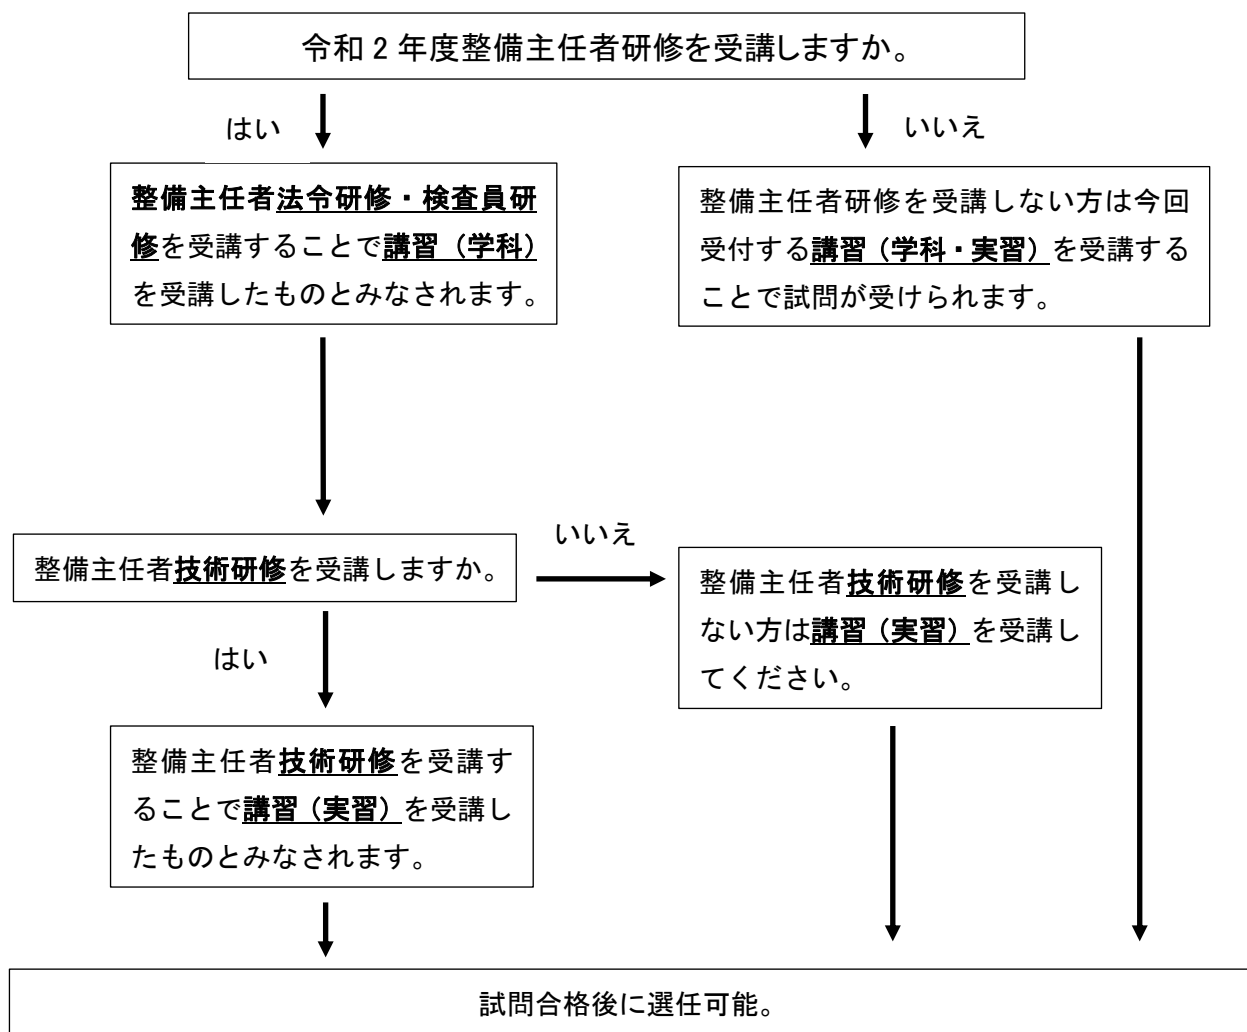 令和２年度整備主任者研修を受講しますか。
はい
いいえ
整備主任者法令研修・検査員研
修を受講することで講習（学科）
を受講したものとみなされます。
整備主任者研修を受講しない方は今回
受付する講習（学科・実習）を受講する
ことで試問が受けられます。
整備主任者技術研修を受講しますか。
いいえ
はい
整備主任者技術研修を受講し
ない方は講習（実習）を受講し
てください。
整備主任者技術研修を受講す
ることで講習（実習）を受講し
たものとみなされます。
試問合格後に選任可能。